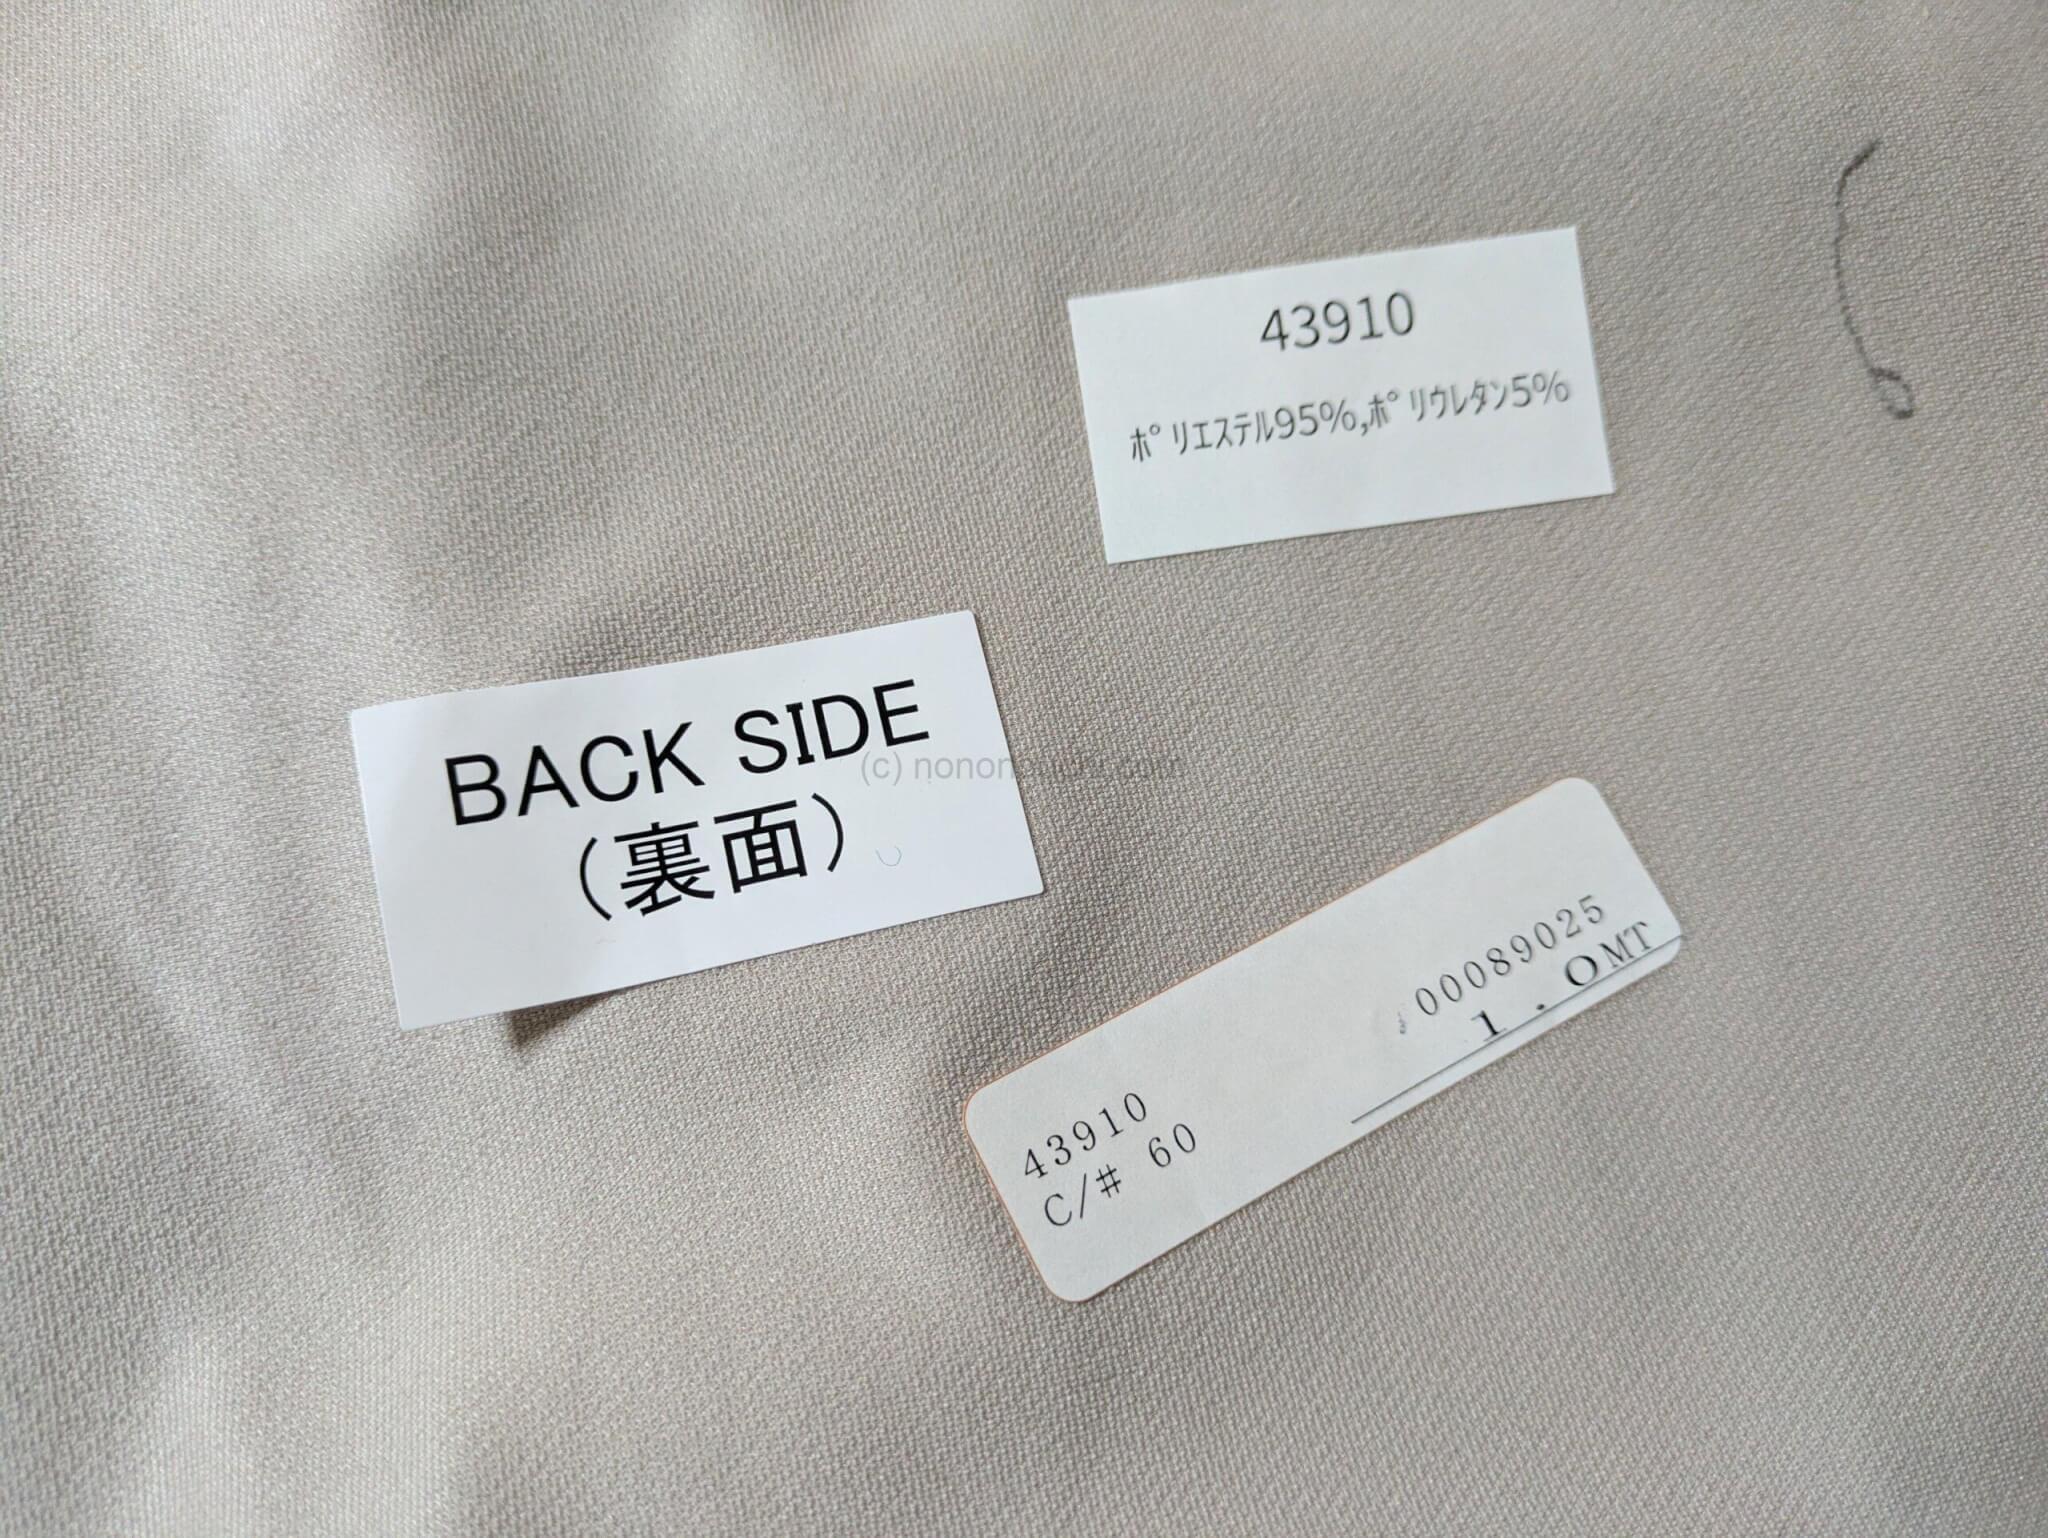 43910
ﾎﾟﾘｴｽﾃﾙ95%,ﾎﾟﾘｳﾚﾀﾝ5%
BACK SIDE
(裏面)
00089025
1.0MT
43910
C/# 60
(c)